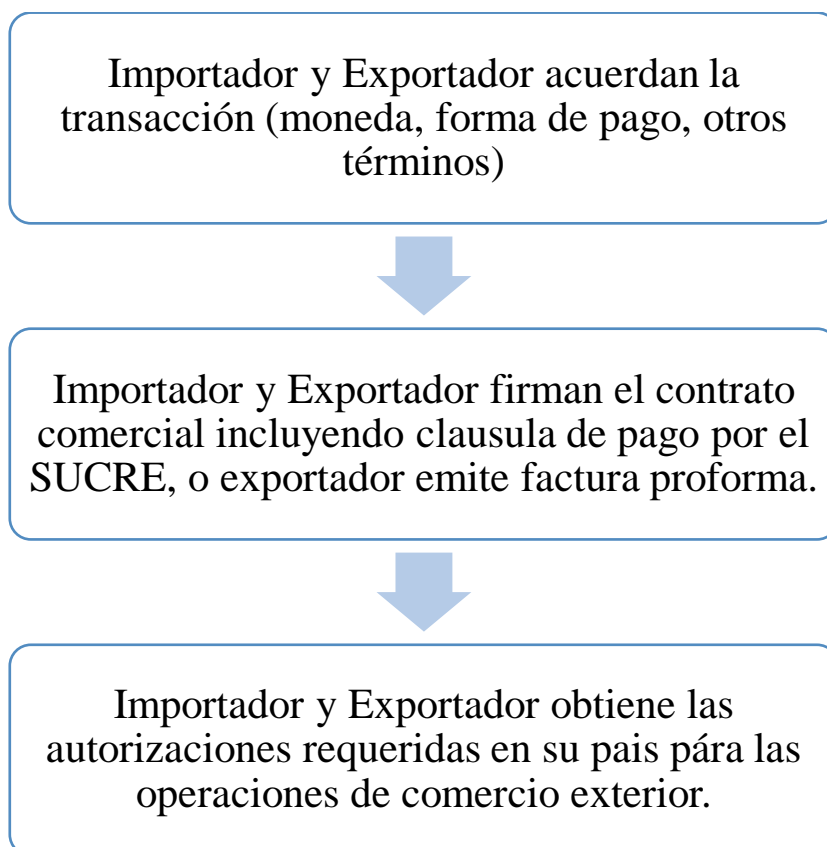 Importador y Exportador acuerdan la
transacción (moneda, forma de pago, otros
términos)
Importador y Exportador firman el contrato
comercial incluyendo clausula de pago por el
SUCRE, o exportador emite factura proforma.
Importador y Exportador obtiene las
autorizaciones requeridas en su pais pára las
operaciones de comercio exterior.